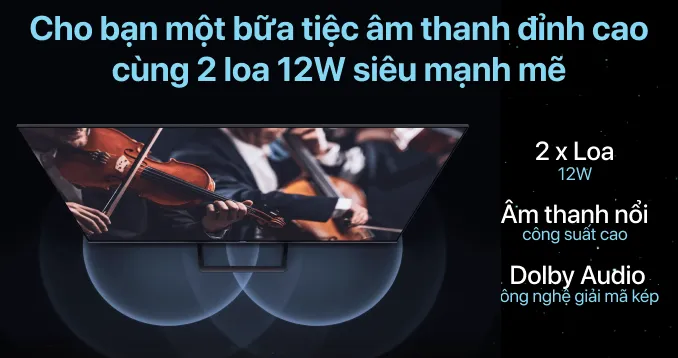 Cho bạn một bữa tiệc âm thanh đỉnh cao
cùng 2 loa 12W siêu mạnh mẽ
2 x Loa
12W
Âm thanh nổi
công suất cao
Dolby Audio
ông nghệ giải mã kép